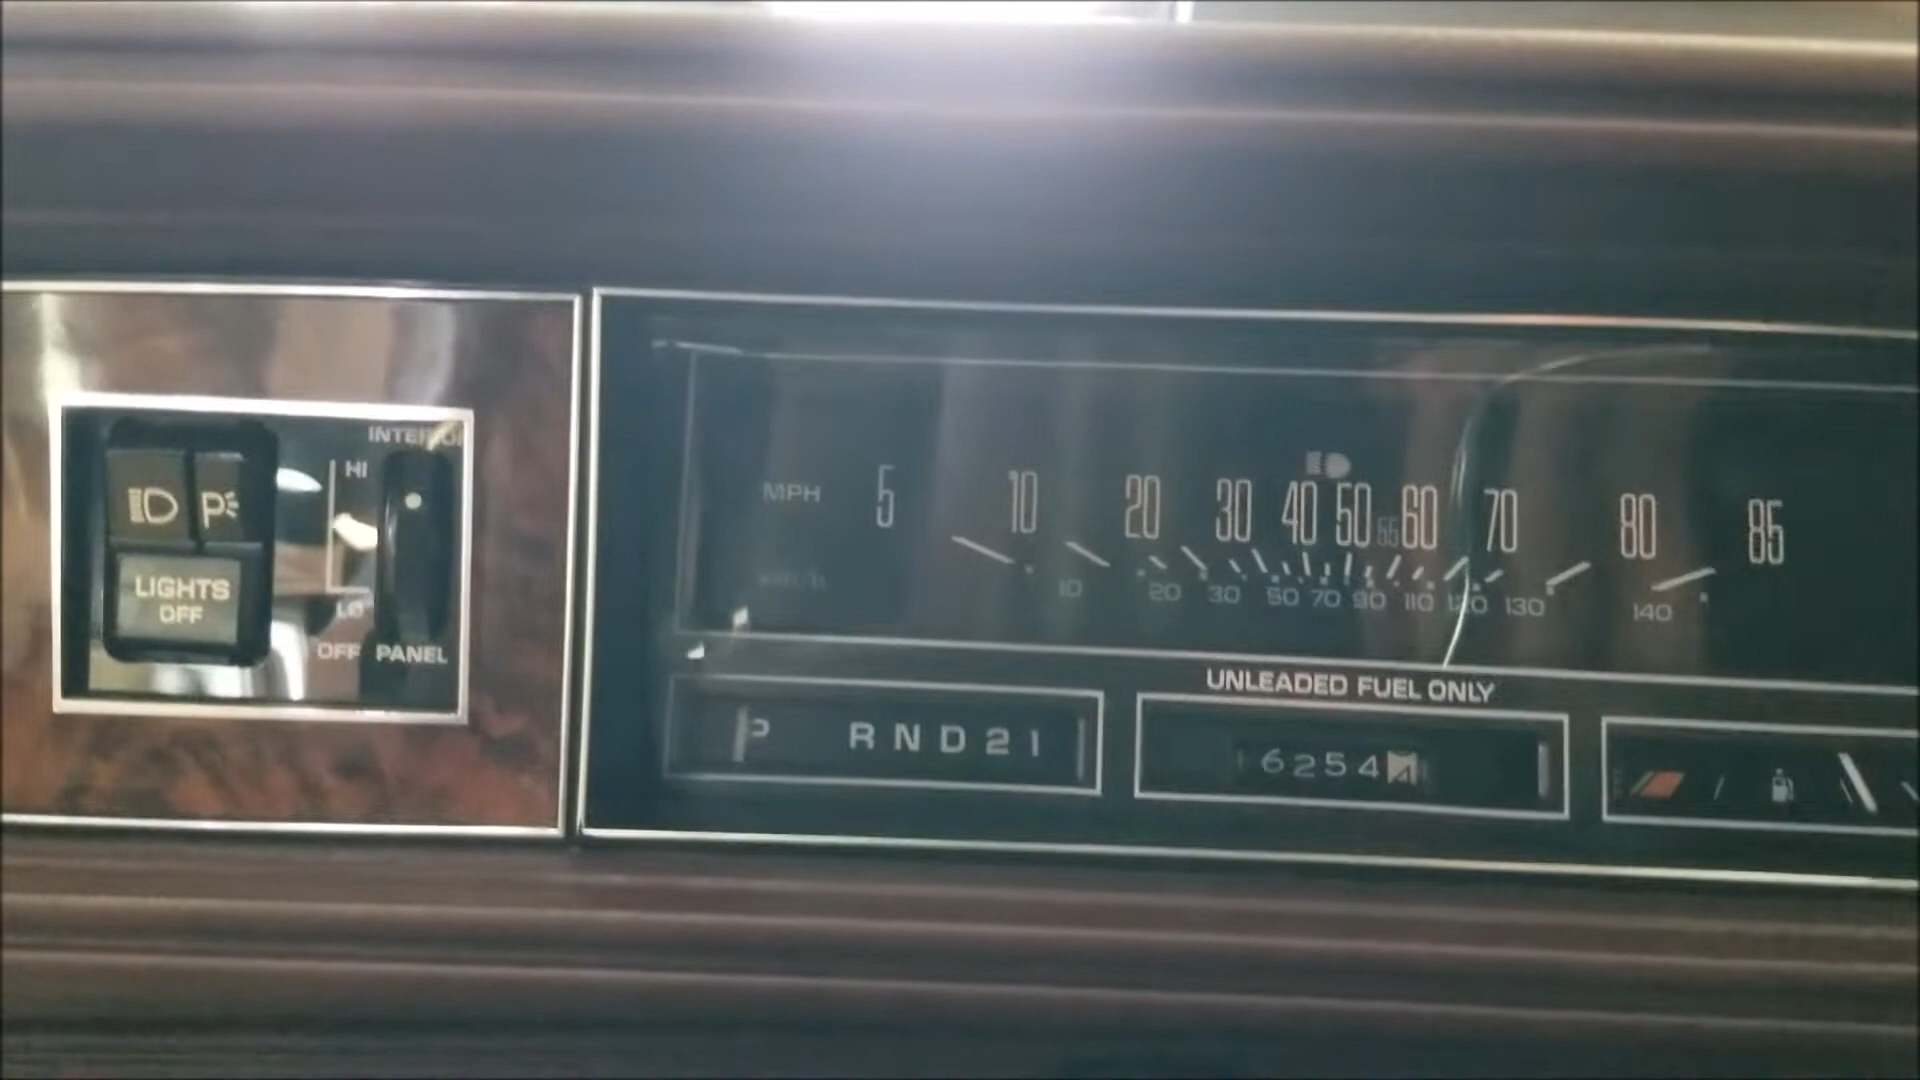 INTERIOR
HI
P
LIGHTS
OFF
LO
OFF PANEL
MPH 5 10 20 30 40 50 55 60 70 80 85
10 20 30 50 70 90 110 120 130 140
UNLEADED FUEL ONLY
P R N D 2 1
6254